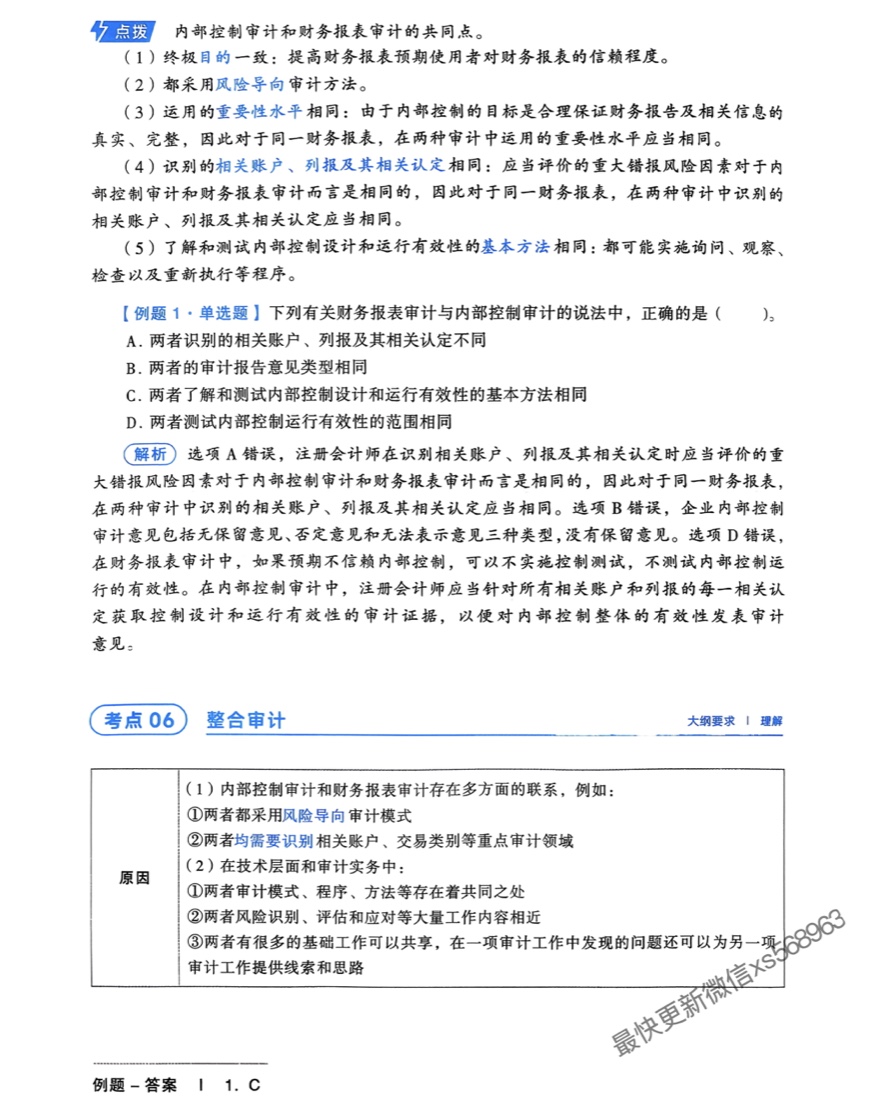 点拨 内部控制审计和财务报表审计的共同点。
（1）终极目的一致：提高财务报表预期使用者对财务报表的信赖程度。
（2）都采用风险导向审计方法。
（3）运用的重要性水平相同：由于内部控制的目标是合理保证财务报告及相关信息的
真实、完整，因此对于同一财务报表，在两种审计中运用的重要性水平应当相同。
（4）识别的相关账户、列报及其相关认定相同：应当评价的重大错报风险因素对于内
部控制审计和财务报表审计而言是相同的，因此对于同一财务报表，在两种审计中识别的
相关账户、列报及其相关认定应当相同。
（5）了解和测试内部控制设计和运行有效性的基本方法相同：都可能实施询问、观察、
检查以及重新执行等程序。
【例题1·单选题】下列有关财务报表审计与内部控制审计的说法中，正确的是（ ）。
A. 两者识别的相关账户、列报及其相关认定不同
B. 两者的审计报告意见类型相同
C. 两者了解和测试内部控制设计和运行有效性的基本方法相同
D. 两者测试内部控制运行有效性的范围相同
解析 选项A错误，注册会计师在识别相关账户、列报及其相关认定时应当评价的重
大错报风险因素对于内部控制审计和财务报表审计而言是相同的，因此对于同一财务报表，
在两种审计中识别的相关账户、列报及其相关认定应当相同。选项B错误，企业内部控制
审计意见包括无保留意见、否定意见和无法表示意见三种类型，没有保留意见。选项D错误，
在财务报表审计中，如果预期不信赖内部控制，可以不实施控制测试，不测试内部控制运
行的有效性。在内部控制审计中，注册会计师应当针对所有相关账户和列报的每一相关认
定获取控制设计和运行有效性的审计证据，以便对内部控制整体的有效性发表审计
意见。
考点06 整合审计 大纲要求 | 理解
原因
（1）内部控制审计和财务报表审计存在多方面的联系，例如：
①两者都采用风险导向审计模式
②两者均需要识别相关账户、交易类别等重点审计领域
（2）在技术层面和审计实务中：
①两者审计模式、程序、方法等存在着共同之处
②两者风险识别、评估和应对等大量工作内容相近
③两者有很多的基础工作可以共享，在一项审计工作中发现的问题还可以为另一项
审计工作提供线索和思路
最快更新微信xs568963
例题－答案 | 1. C